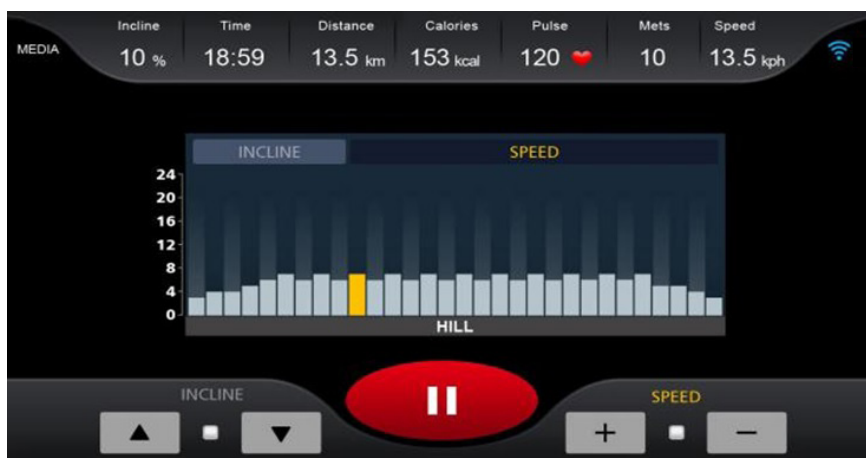 Incline Time Distance Calories Pulse Mets Speed
MEDIA
10 % 18:59 13.5 km 153 kcal 120 10 13.5 kph
INCLINE SPEED
24
20
16
12
8
4
0
HILL
INCLINE SPEED